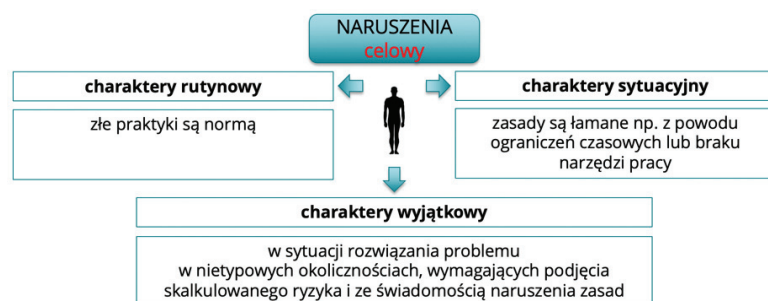 NARUSZENIA
celowy
charaktery rutynowy
złe praktyki są normą
charaktery sytuacyjny
zasady są łamane np. z powodu
ograniczeń czasowych lub braku
narzędzi pracy
charaktery wyjątkowy
w sytuacji rozwiązania problemu
w nietypowych okolicznościach, wymagających podjęcia
skalkulowanego ryzyka i ze świadomością naruszenia zasad